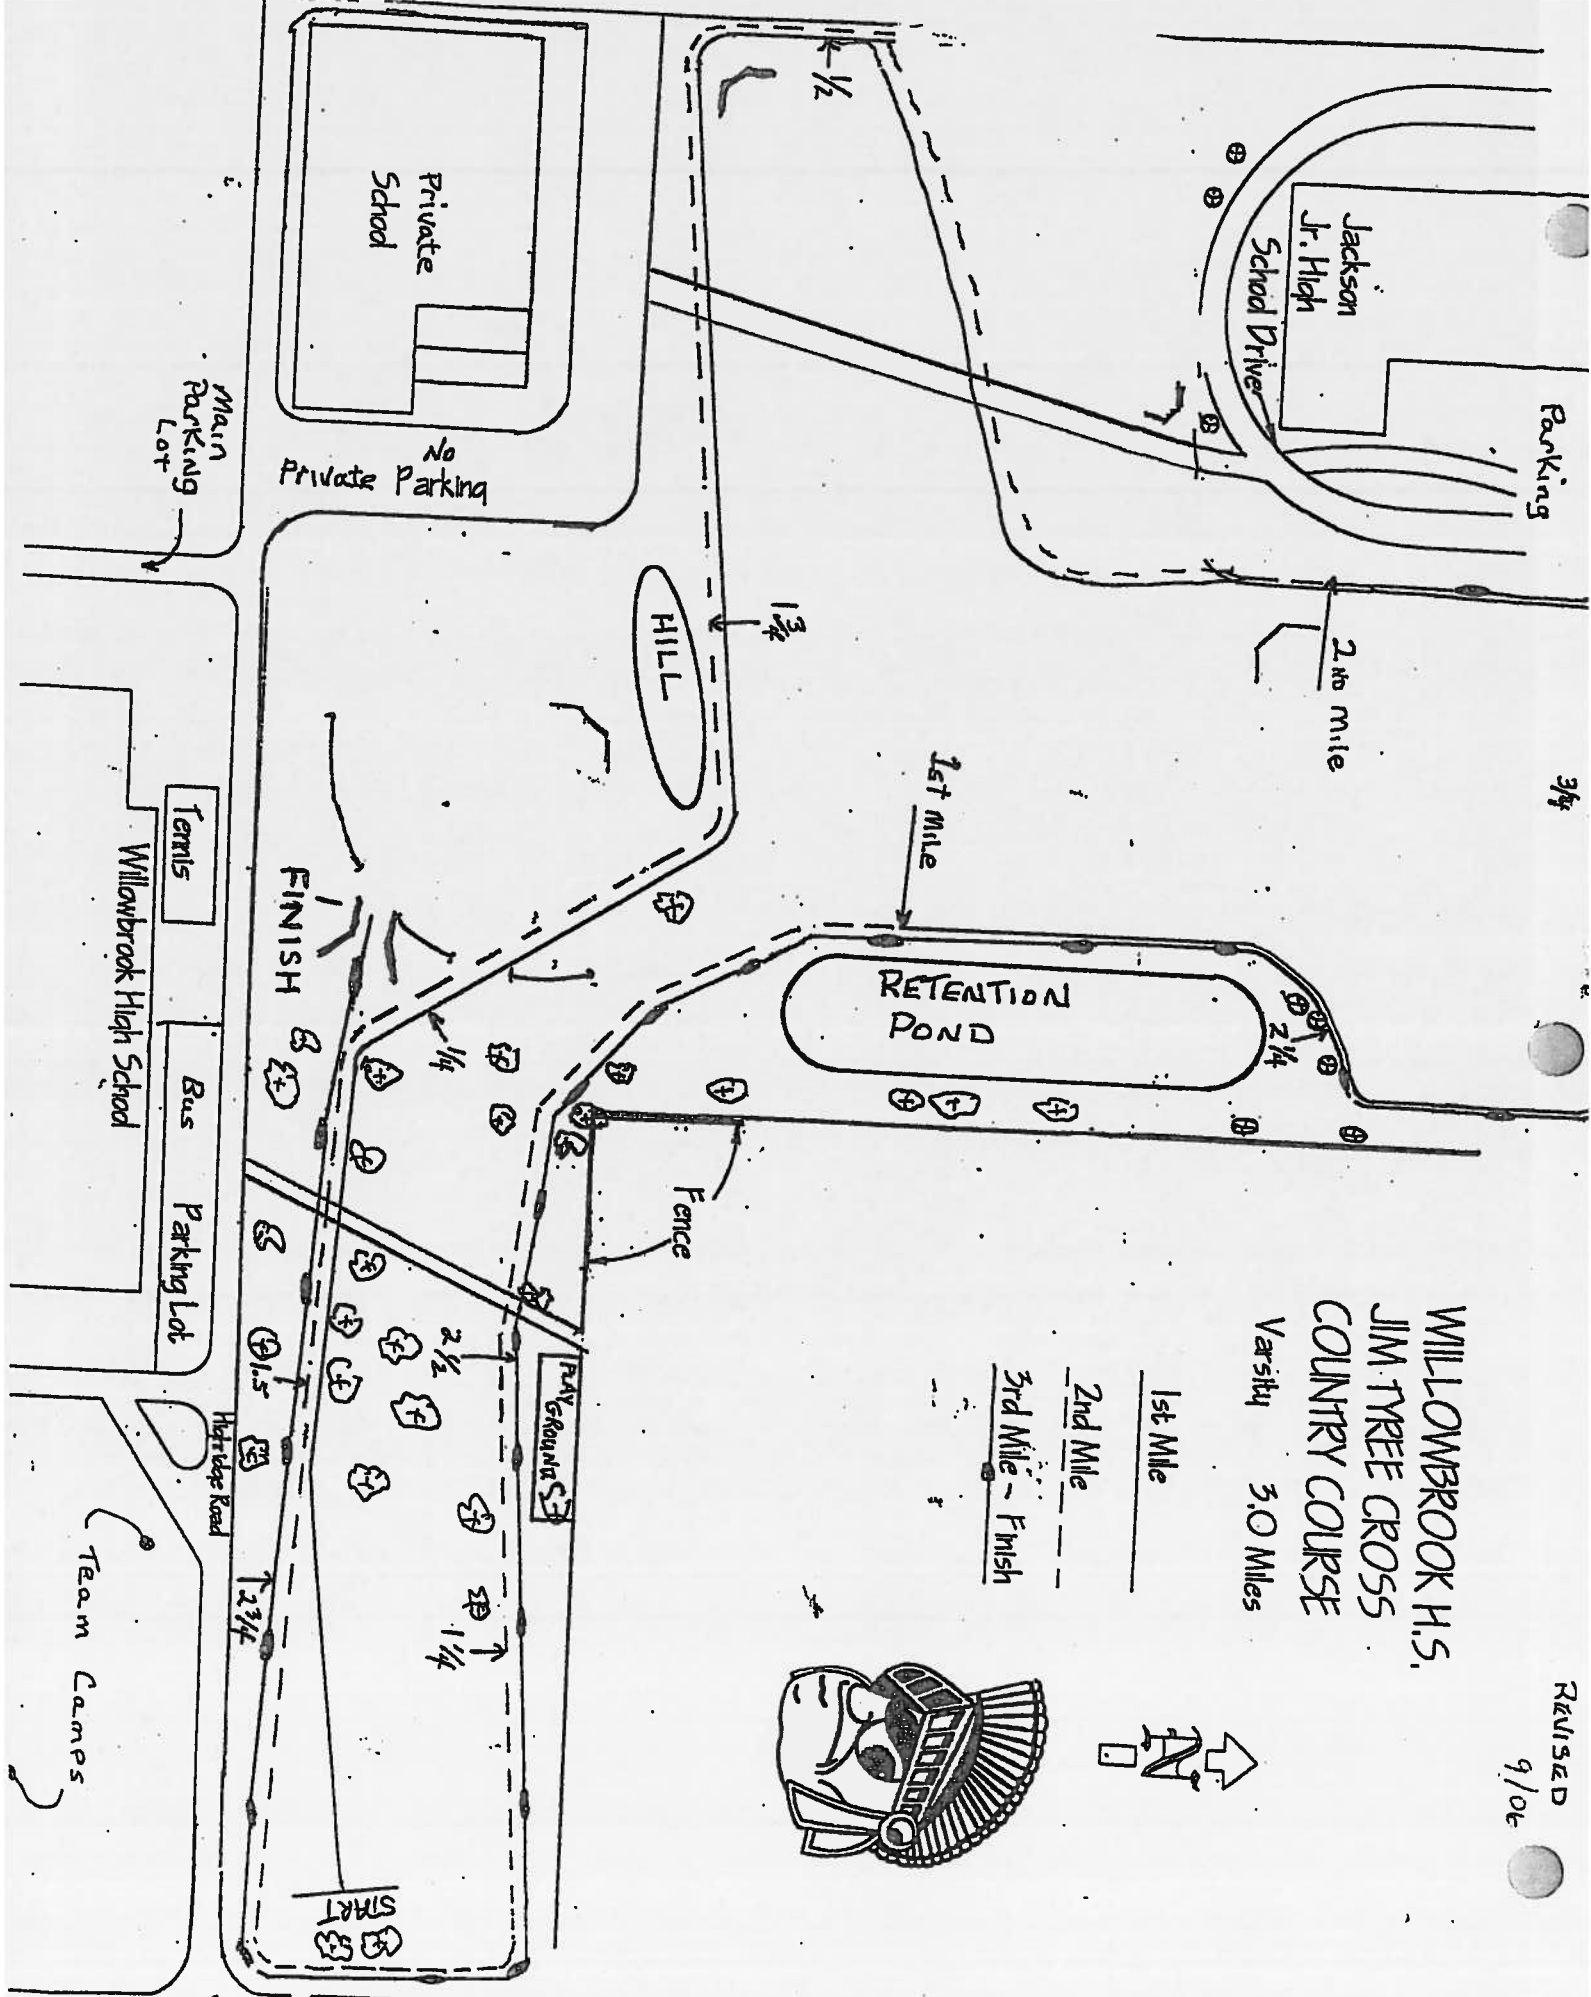 REVISED
9/06
WILLOWBROOK H.S.
JIM TYREE CROSS
COUNTRY COURSE
Varsity 3.0 Miles
1st Mile
2nd Mile
3rd Mile ~ Finish
N
Parking
Jackson
Jr. High
School Driver
3/4
2ND mile
2 1/4
1st Mile
RETENTION
POND
Fence
1/2
1 3/4
HILL
Private
School
No
Private Parking
Main
Parking
Lot
FINISH
1/4
2 1/2
PLAY GROUNDS
1 1/4
1.5
2 3/4
START
Tennis
Willowbrook High School
Bus Parking Lot
Highridge Road
Team Camps